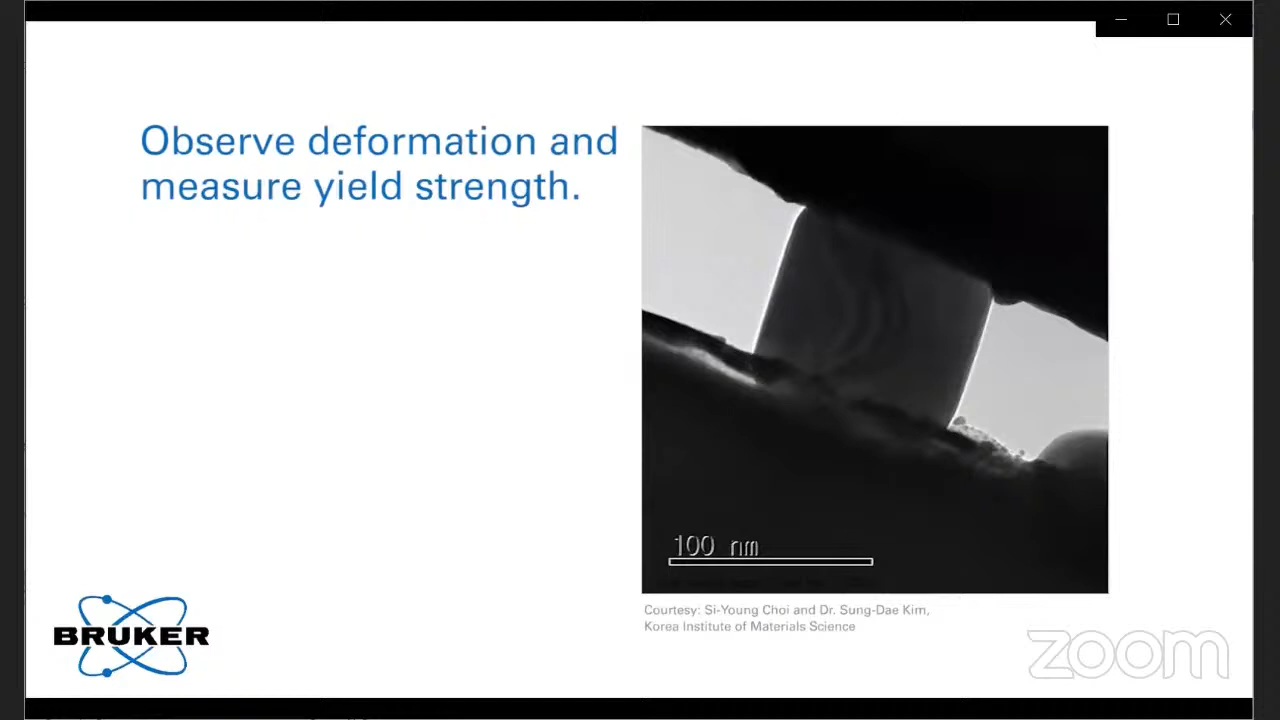 Observe deformation and
measure yield strength.
100 nm
Courtesy: Si-Young Choi and Dr. Sung-Dae Kim,
Korea Institute of Materials Science
BRUKER
zoom